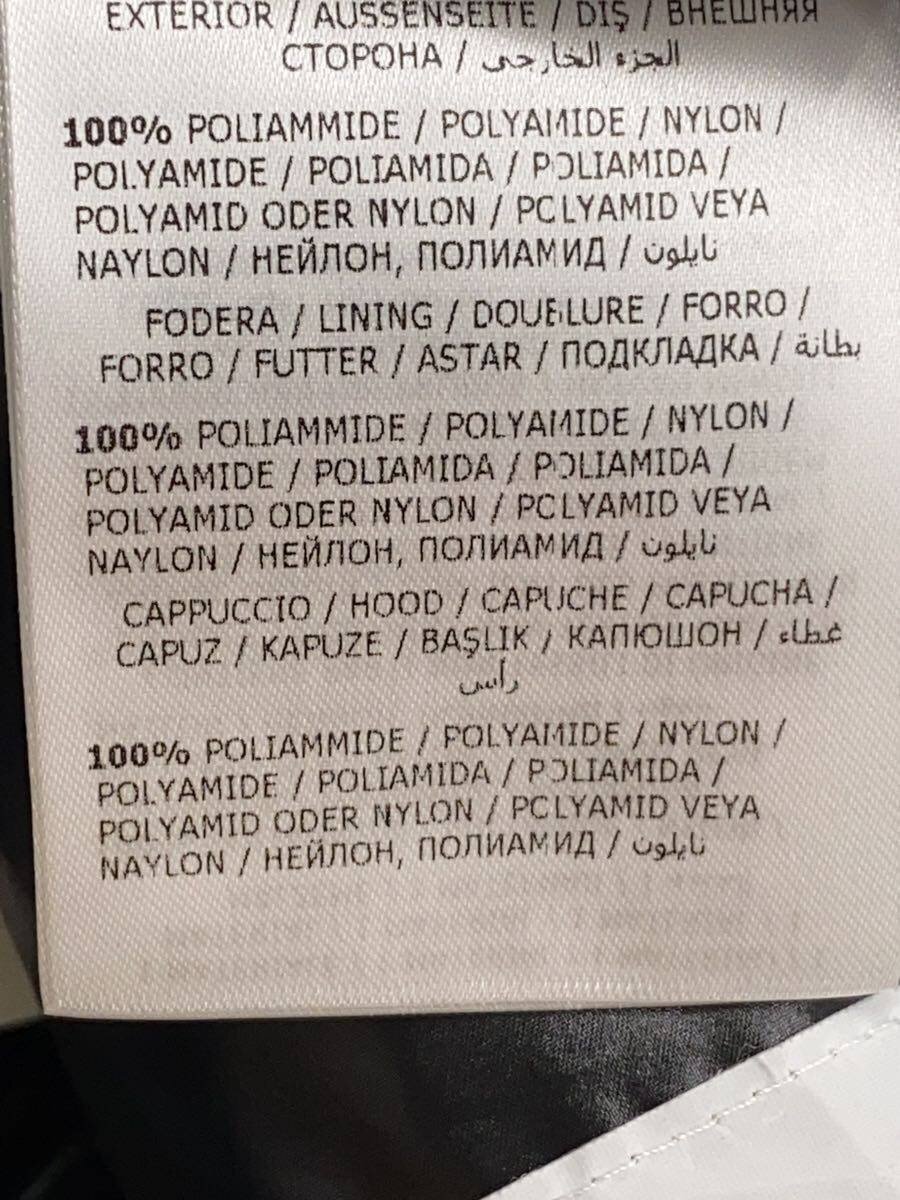 EXTERIOR / AUSSENSEITE / DIŞ / ВНЕШНЯЯ
СТОРОНА / الجزء الخارجي
100% POLIAMMIDE / POLYAMIDE / NYLON /
POLYAMIDE / POLIAMIDA / POLIAMIDA /
POLYAMID ODER NYLON / POLYAMID VEYA
NAYLON / НЕЙЛОН, ПОЛИАМИД / نايلون
FODERA / LINING / DOUBLURE / FORRO /
FORRO / FUTTER / ASTAR / ПОДКЛАДКА / بطانة
100% POLIAMMIDE / POLYAMIDE / NYLON /
POLYAMIDE / POLIAMIDA / POLIAMIDA /
POLYAMID ODER NYLON / POLYAMID VEYA
NAYLON / НЕЙЛОН, ПОЛИАМИД / نايلون
CAPPUCCIO / HOOD / CAPUCHE / CAPUCHA /
CAPUZ / KAPUZE / BAŞLIK / КАПЮШОН / غطاء
رأس
100% POLIAMMIDE / POLYAMIDE / NYLON /
POLYAMIDE / POLIAMIDA / POLIAMIDA /
POLYAMID ODER NYLON / POLYAMID VEYA
NAYLON / НЕЙЛОН, ПОЛИАМИД / نايلون